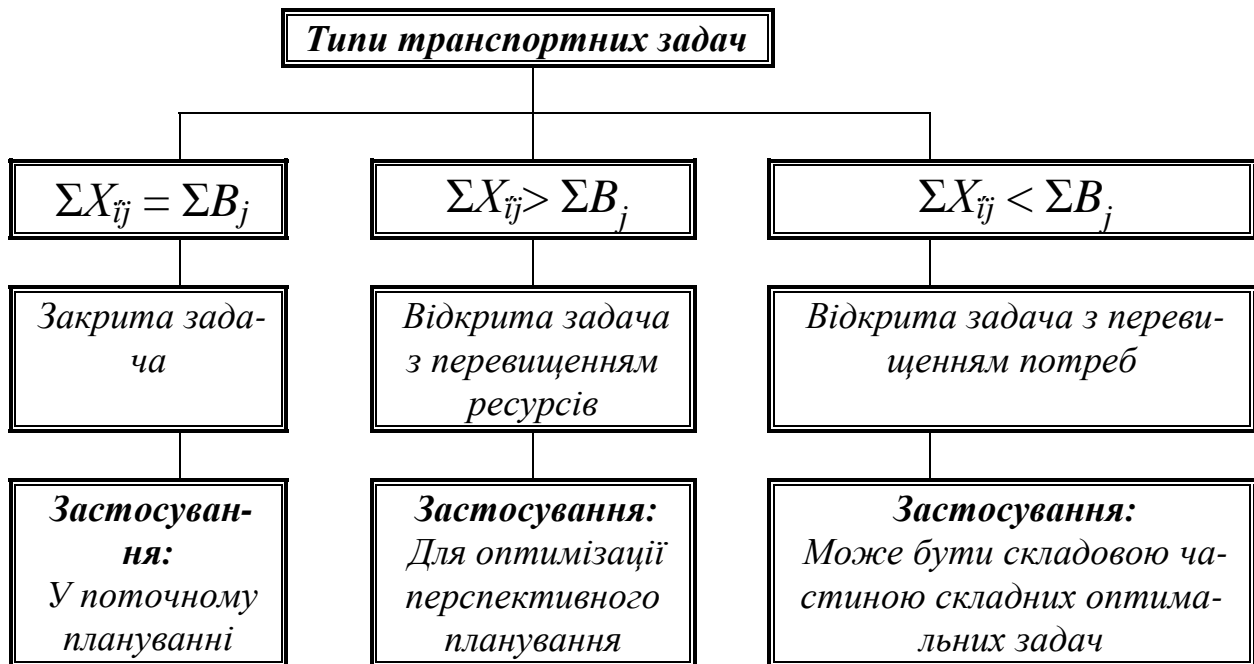 Типи транспортних задач
ΣXїj = ΣBj
ΣXїj> ΣBj
ΣXїj < ΣBj
Закрита зада-
ча
Відкрита задача
з перевищенням
ресурсів
Відкрита задача з переви-
щенням потреб
Застосуван-
ня:
У поточному
плануванні
Застосування:
Для оптимізації
перспективного
планування
Застосування:
Може бути складовою ча-
стиною складних оптима-
льних задач